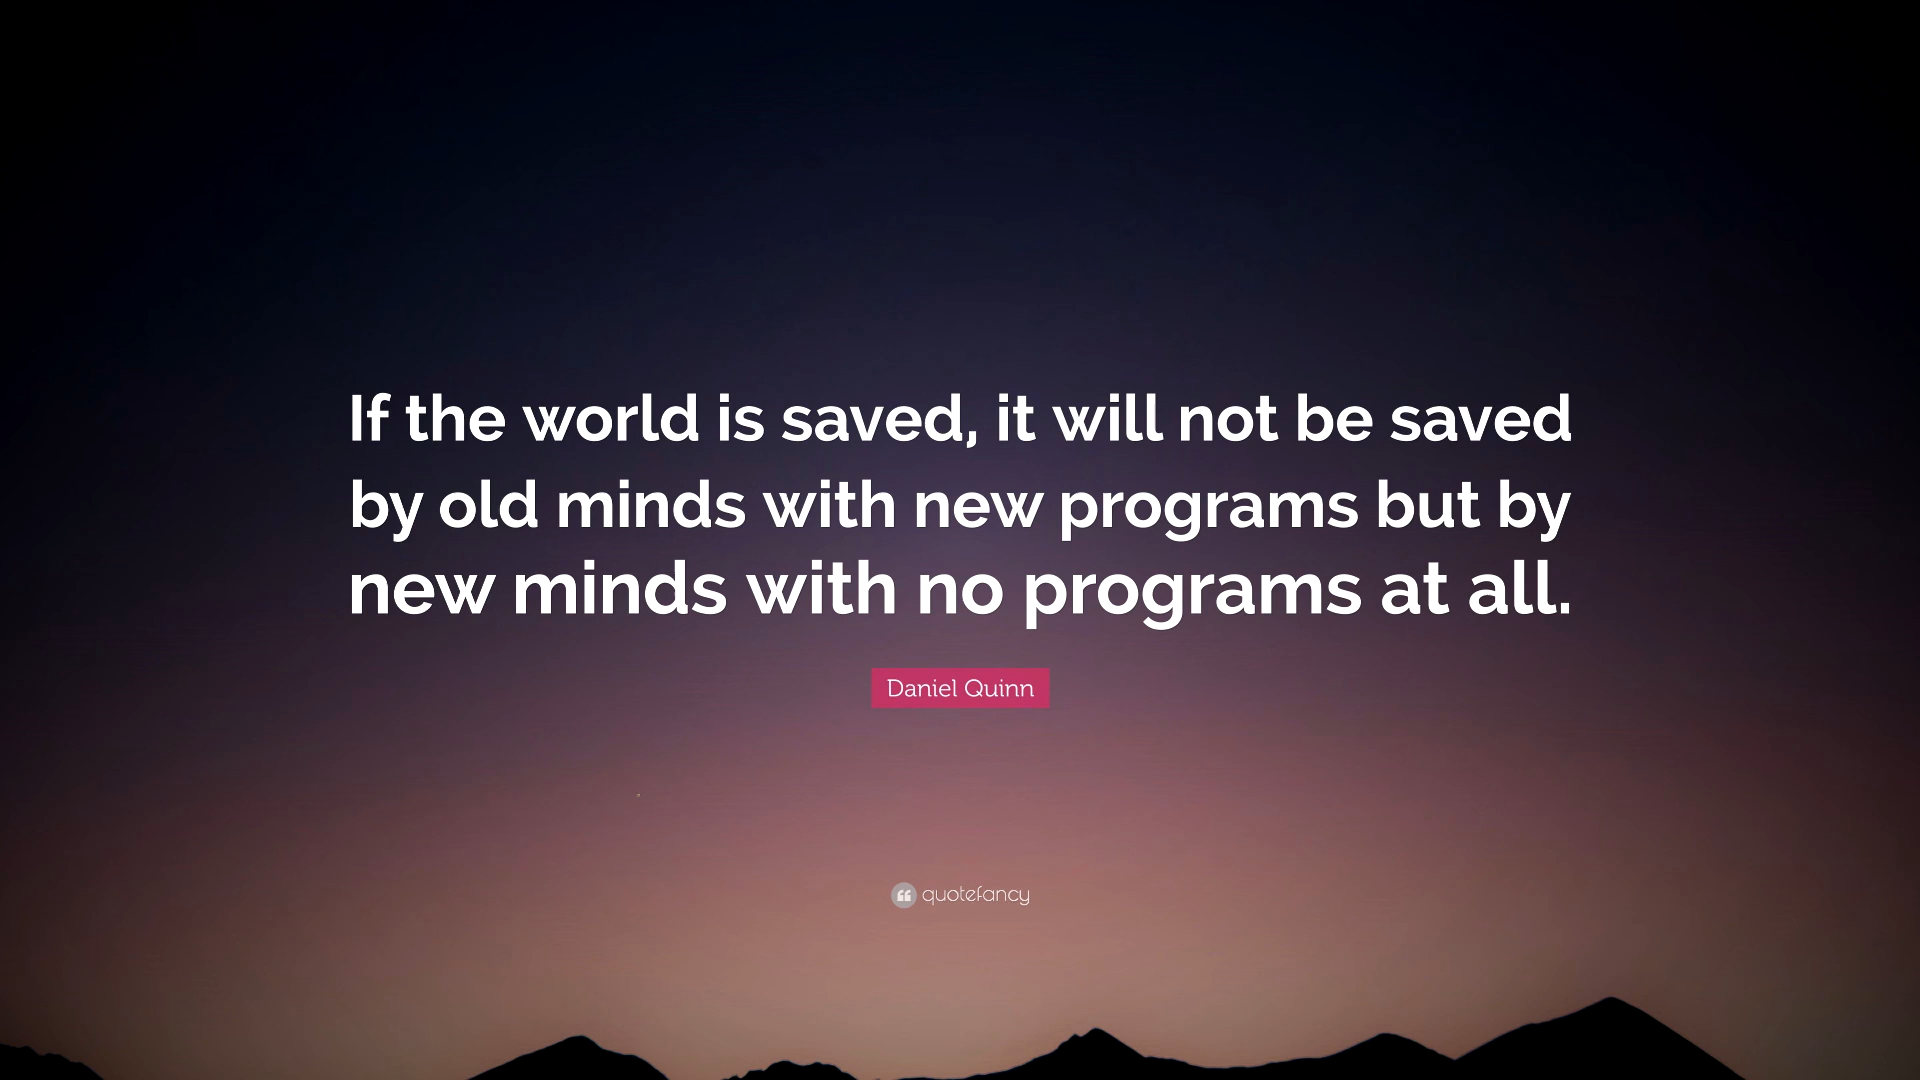 If the world is saved, it will not be saved
by old minds with new programs but by
new minds with no programs at all.
Daniel Quinn
quotefancy